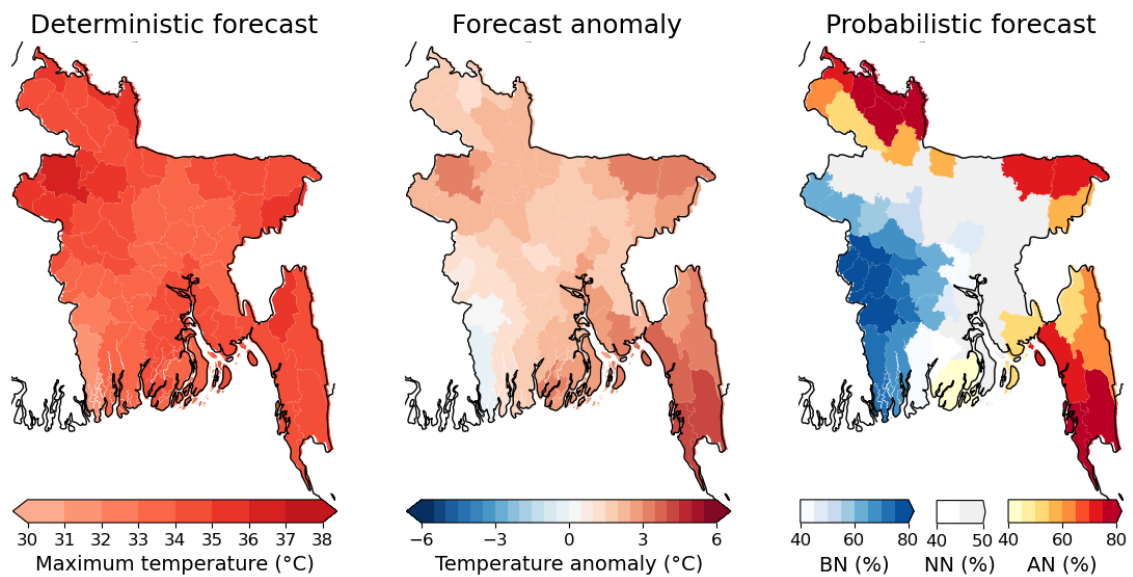 Deterministic forecast
Forecast anomaly
Probabilistic forecast
30 31 32 33 34 35 36 37 38
Maximum temperature (°C)
−6 −3 0 3 6
Temperature anomaly (°C)
40 60 80
BN (%)
40 50
NN (%)
40 60 80
AN (%)